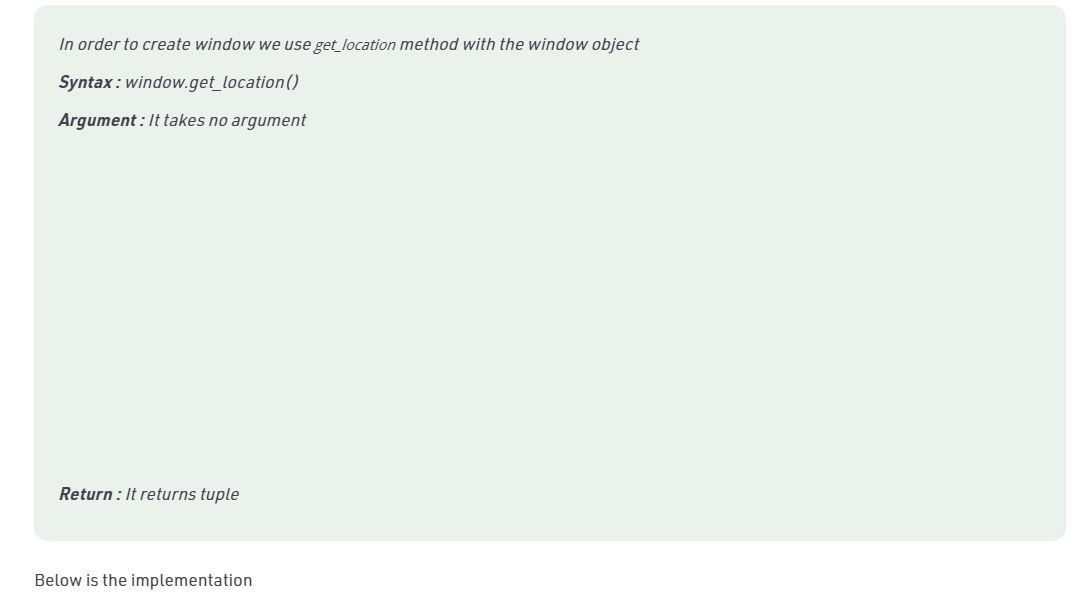 In order to create window we use get_location method with the window object
Syntax : window.get_location()
Argument : It takes no argument
Return : It returns tuple
Below is the implementation